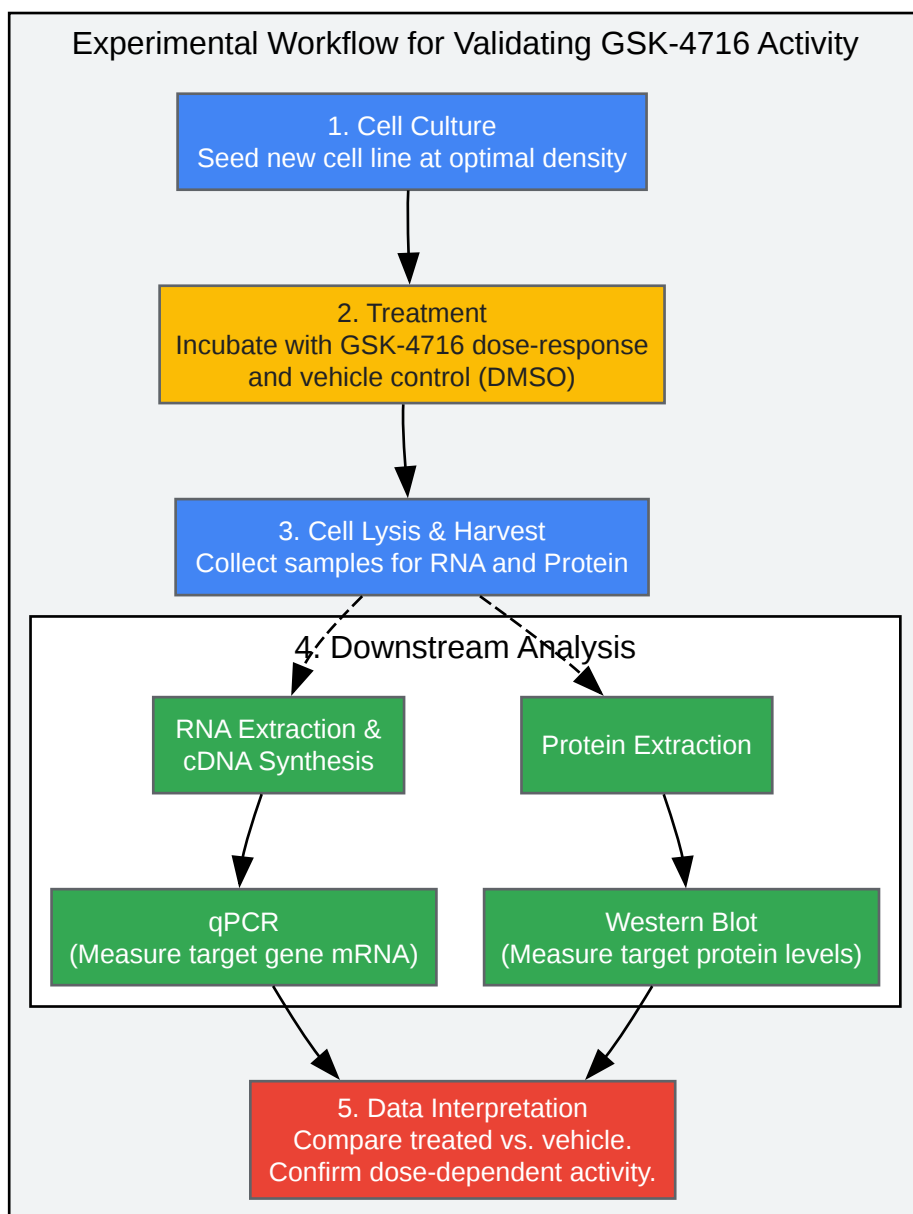 Experimental Workflow for Validating GSK-4716 Activity
1. Cell Culture
Seed new cell line at optimal density
2. Treatment
Incubate with GSK-4716 dose-response
and vehicle control (DMSO)
3. Cell Lysis & Harvest
Collect samples for RNA and Protein
4. Downstream Analysis
RNA Extraction &
cDNA Synthesis
Protein Extraction
qPCR
(Measure target gene mRNA)
Western Blot
(Measure target protein levels)
5. Data Interpretation
Compare treated vs. vehicle.
Confirm dose-dependent activity.